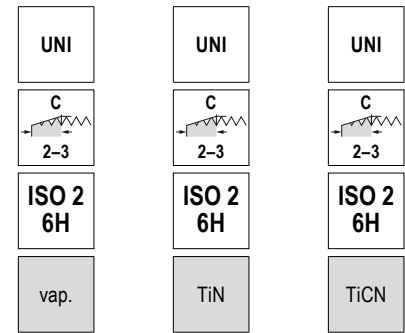 UNI UNI UNI
C C C
2–3 2–3 2–3
ISO 2 ISO 2 ISO 2
6H 6H 6H
vap. TiN TiCN